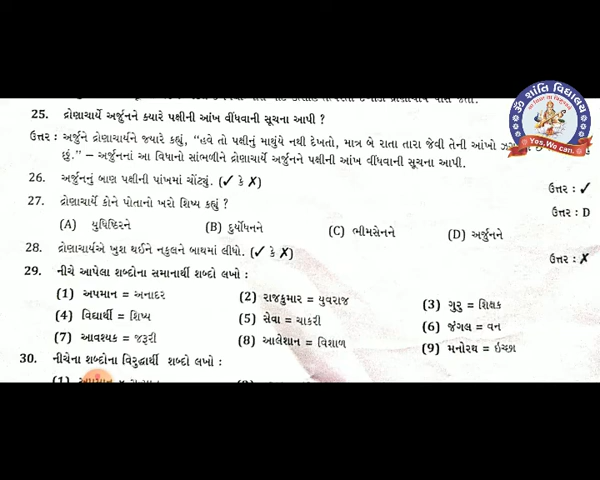 25. દ્રોણાચાર્યે અર્જુનને ક્યારે પક્ષીની આંખ વીંધવાની સૂચના આપી ?
ઉત્તર : અર્જુને દ્રોણાચાર્યને જ્યારે કહ્યું, “હવે તો પક્ષીનું માથુંયે નથી દેખતો, માત્ર બે રાતા તારા જેવી તેની આંખો
છું.” – અર્જુનનાં આ વિધાનો સાંભળીને દ્રોણાચાર્યે અર્જુનને પક્ષીની આંખ વીંધવાની સૂચના આપી.
26. અર્જુનનું બાણ પક્ષીની પાંખમાં ચોંટ્યું. (✓ કે ✗) ઉત્તર : ✓
27. દ્રોણાચાર્યે કોને પોતાનો ખરો શિષ્ય કહ્યું ? ઉત્તર : D
(A) યુધિષ્ઠિરને (B) દુર્યોધનને (C) ભીમસેનને (D) અર્જુનને
28. દ્રોણાચાર્યએ ખુશ થઈને નકુલને બાથમાં લીધો. (✓ કે ✗) ઉત્તર : ✗
29. નીચે આપેલા શબ્દોના સમાનાર્થી શબ્દો લખો :
(1) અપમાન = અનાદર (2) રાજકુમાર = યુવરાજ (3) ગુરુ = શિક્ષક
(4) વિદ્યાર્થી = શિષ્ય (5) સેવા = ચાકરી (6) જંગલ = વન
(7) આવશ્યક = જરૂરી (8) આલેશાન = વિશાળ (9) મનોરથ = ઇચ્છા
30. નીચેના શબ્દોના વિરુદ્ધાર્થી શબ્દો લખો :
(1) અપમાન ×
ૐ શાંતિ વિદ્યાલય
Yes, We can.